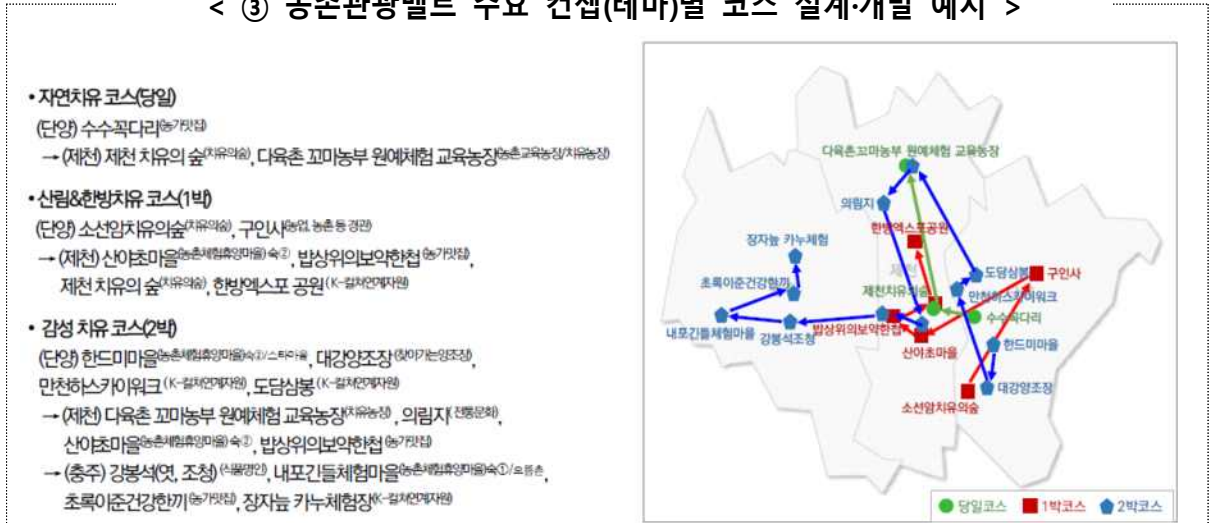 < ③ 농촌관광벨트 주요 컨셉(테마)별 코스 설계·개발 예시 >
• 자연치유 코스(당일)
(단양) 수수꼭다리(농가맛집)
→ (제천) 제천 치유의 숲(치유의숲), 다육촌 꼬마농부 원예체험 교육농장(농촌교육농장/치유농장)
• 산림&한방치유 코스(1박)
(단양) 소선암치유의숲(치유의숲), 구인사(농업, 농촌 등 경관)
→ (제천) 산야초마을(농촌체험휴양마을)숙②, 밥상위의보약한첩(농가맛집),
제천 치유의 숲(치유의숲), 한방엑스포 공원(K-컬처연계자원)
• 감성 치유 코스(2박)
(단양) 한드미마을(농촌체험휴양마을)숙②/스타마을, 대강양조장(찾아가는양조장),
만천하스카이워크(K-컬처연계자원), 도담삼봉(K-컬처연계자원)
→ (제천) 다육촌 꼬마농부 원예체험 교육농장(치유농장), 의림지(전통문화),
산야초마을(농촌체험휴양마을)숙②, 밥상위의보약한첩(농가맛집)
→ (충주) 강봉석(엿, 조청)(식품명인), 내포긴들체험마을(농촌체험휴양마을)숙①/으뜸촌,
초록이준건강한끼(농가맛집), 장자늪 카누체험장(K-컬처연계자원)
다육촌꼬마농부 원예체험 교육농장
의림지
한방엑스포공원
장자늪 카누체험
제천
도담삼봉
구인사
초록이준건강한끼
제천치유의숲
만천하스카이워크
수수꼭다리
내포긴들체험마을
강봉석조청
밥상위의보약한첩
산야초마을
한드미마을
대강양조장
소선암치유의숲
당일코스
1박코스
2박코스